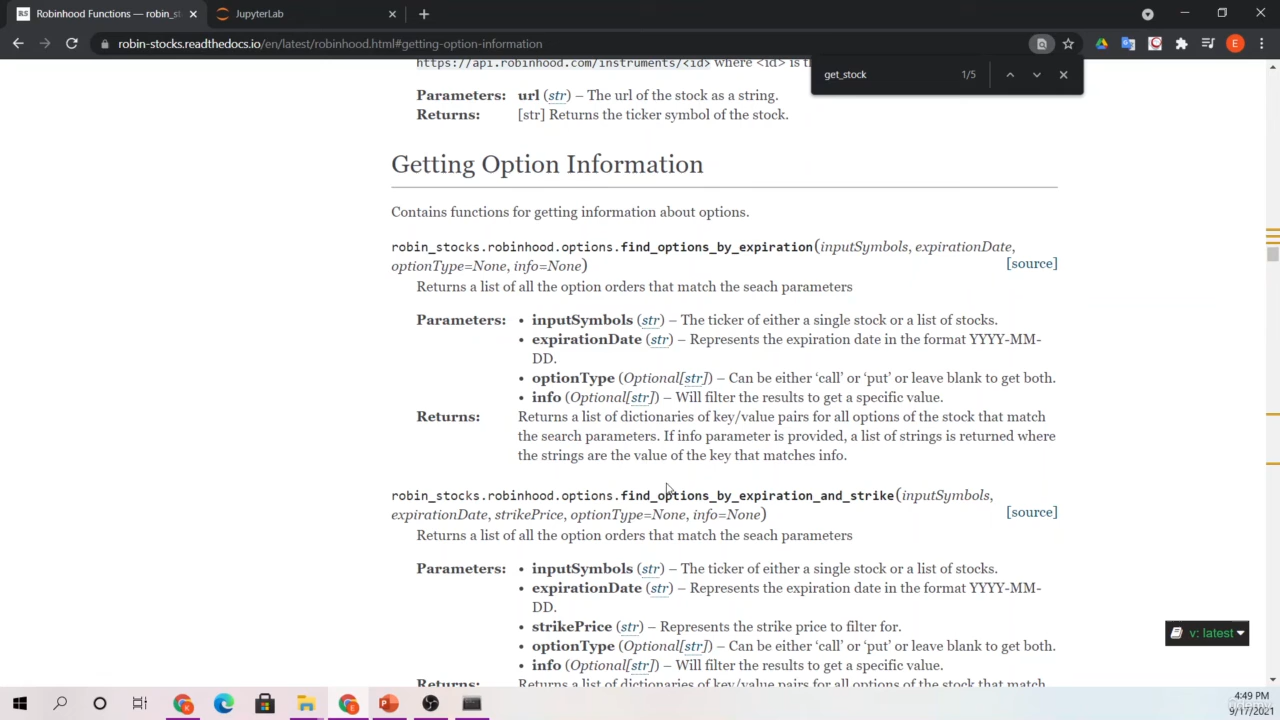 Robinhood Functions — rob
JupyterLab
robin-stocks.readthedocs.io/en/latest/robinhood.html#getting-option-information
get_stock 1/5
https://api.robinhood.com/instruments/<id> where <id> is
Parameters: url (str) – The url of the stock as a string.
Returns: [str] Returns the ticker symbol of the stock.
Getting Option Information
Contains functions for getting information about options.
robin_stocks.robinhood.options.find_options_by_expiration(inputSymbols, expirationDate,
optionType=None, info=None) [source]
Returns a list of all the option orders that match the seach parameters
Parameters: • inputSymbols (str) – The ticker of either a single stock or a list of stocks.
• expirationDate (str) – Represents the expiration date in the format YYYY-MM-
DD.
• optionType (Optional[str]) – Can be either ‘call’ or ‘put’ or leave blank to get both.
• info (Optional[str]) – Will filter the results to get a specific value.
Returns: Returns a list of dictionaries of key/value pairs for all options of the stock that match
the search parameters. If info parameter is provided, a list of strings is returned where
the strings are the value of the key that matches info.
robin_stocks.robinhood.options.find_options_by_expiration_and_strike(inputSymbols,
expirationDate, strikePrice, optionType=None, info=None) [source]
Returns a list of all the option orders that match the seach parameters
Parameters: • inputSymbols (str) – The ticker of either a single stock or a list of stocks.
• expirationDate (str) – Represents the expiration date in the format YYYY-MM-
DD.
• strikePrice (str) – Represents the strike price to filter for.
• optionType (Optional[str]) – Can be either ‘call’ or ‘put’ or leave blank to get both.
v: latest
• info (Optional[str]) – Will filter the results to get a specific value.
Returns: Returns a list of dictionaries of key/value pairs for all options of the stock that match
4:49 PM
9/17/2021